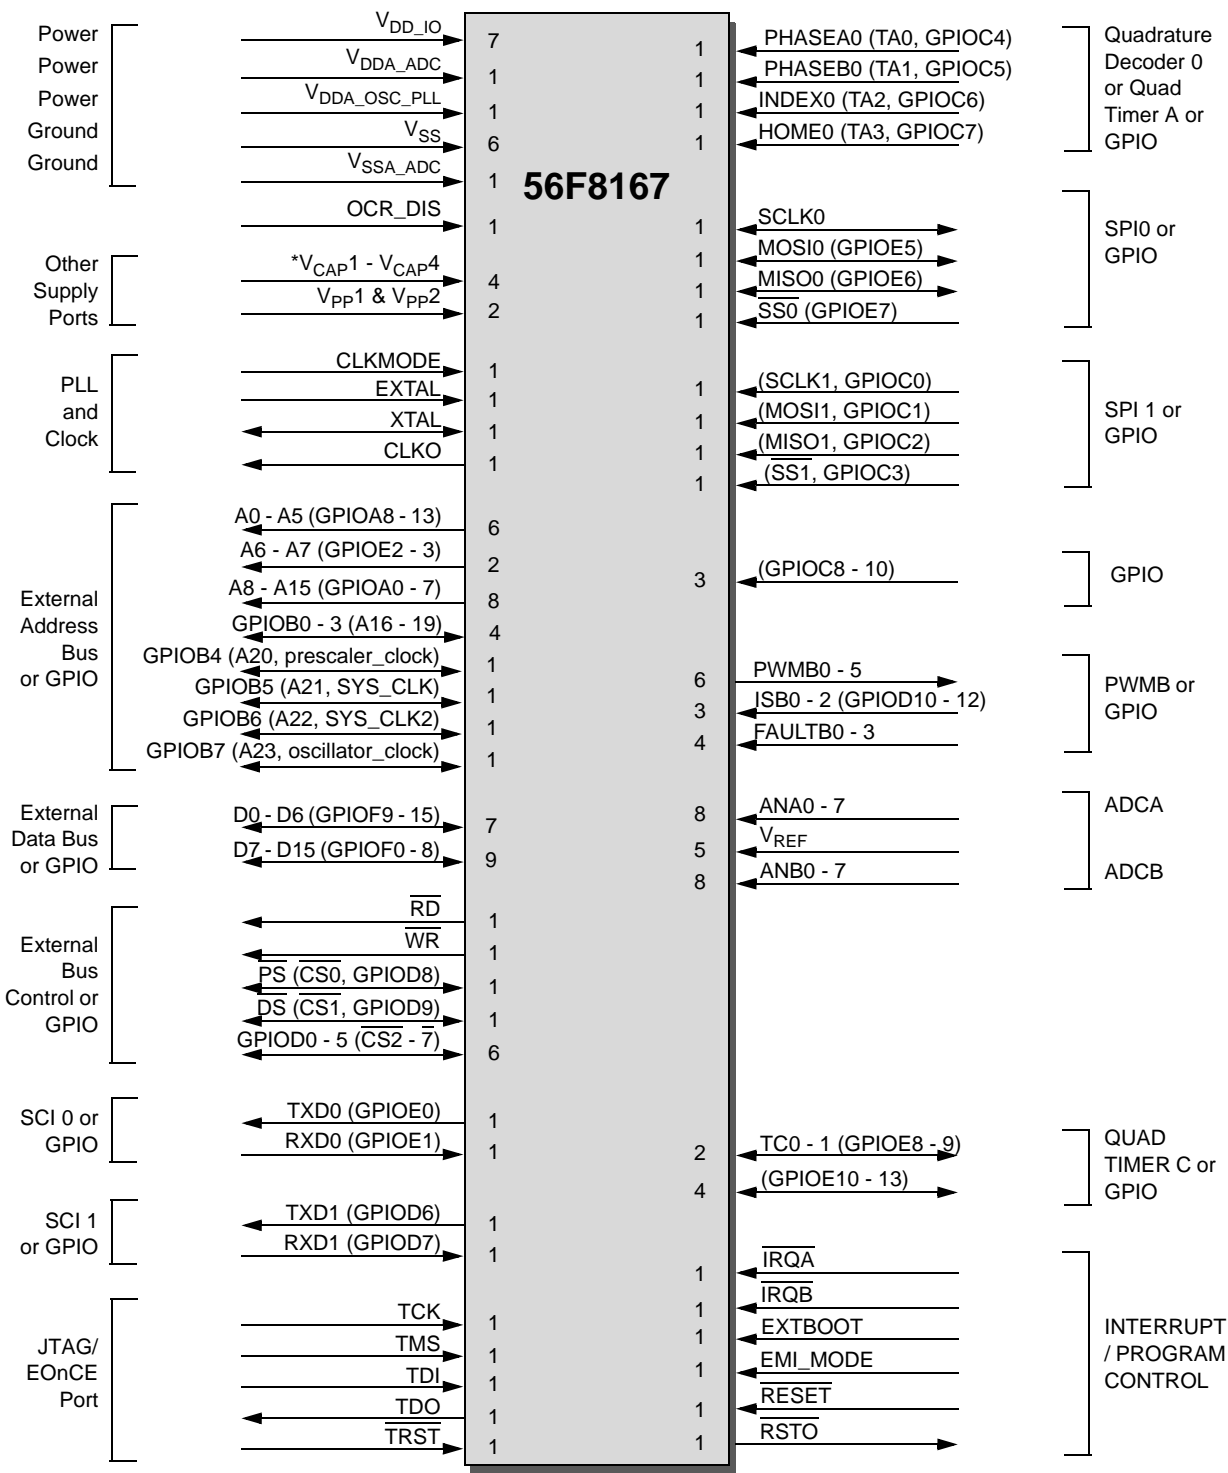 56F8167
Power
Power
Power
Ground
Ground
VDD_IO
7
VDDA_ADC
1
VDDA_OSC_PLL
1
VSS
6
VSSA_ADC
1
OCR_DIS
1
Other
Supply
Ports
*VCAP1 - VCAP4
4
VPP1 & VPP2
2
PLL
and
Clock
CLKMODE
1
EXTAL
1
XTAL
1
CLKO
1
External
Address
Bus
or GPIO
A0 - A5 (GPIOA8 - 13)
6
A6 - A7 (GPIOE2 - 3)
2
A8 - A15 (GPIOA0 - 7)
8
GPIOB0 - 3 (A16 - 19)
4
GPIOB4 (A20, prescaler_clock)
1
GPIOB5 (A21, SYS_CLK)
1
GPIOB6 (A22, SYS_CLK2)
1
GPIOB7 (A23, oscillator_clock)
1
External
Data Bus
or GPIO
D0 - D6 (GPIOF9 - 15)
7
D7 - D15 (GPIOF0 - 8)
9
External
Bus
Control or
GPIO
RD
1
WR
1
PS (CS0, GPIOD8)
1
DS (CS1, GPIOD9)
1
GPIOD0 - 5 (CS2 - 7)
6
SCI 0 or
GPIO
TXD0 (GPIOE0)
1
RXD0 (GPIOE1)
1
SCI 1
or GPIO
TXD1 (GPIOD6)
1
RXD1 (GPIOD7)
1
JTAG/
EOnCE
Port
TCK
1
TMS
1
TDI
1
TDO
1
TRST
1
1
PHASEA0 (TA0, GPIOC4)
1
PHASEB0 (TA1, GPIOC5)
1
INDEX0 (TA2, GPIOC6)
1
HOME0 (TA3, GPIOC7)
Quadrature
Decoder 0
or Quad
Timer A or
GPIO
1
SCLK0
1
MOSI0 (GPIOE5)
1
MISO0 (GPIOE6)
1
SS0 (GPIOE7)
SPI0 or
GPIO
1
(SCLK1, GPIOC0)
1
(MOSI1, GPIOC1)
1
(MISO1, GPIOC2)
1
(SS1, GPIOC3)
SPI 1 or
GPIO
3
(GPIOC8 - 10)
GPIO
6
PWMB0 - 5
3
ISB0 - 2 (GPIOD10 - 12)
4
FAULTB0 - 3
PWMB or
GPIO
8
ANA0 - 7
5
VREF
8
ANB0 - 7
ADCA
ADCB
2
TC0 - 1 (GPIOE8 - 9)
4
(GPIOE10 - 13)
QUAD
TIMER C or
GPIO
1
IRQA
1
IRQB
1
EXTBOOT
1
EMI_MODE
1
RESET
1
RSTO
INTERRUPT
/ PROGRAM
CONTROL